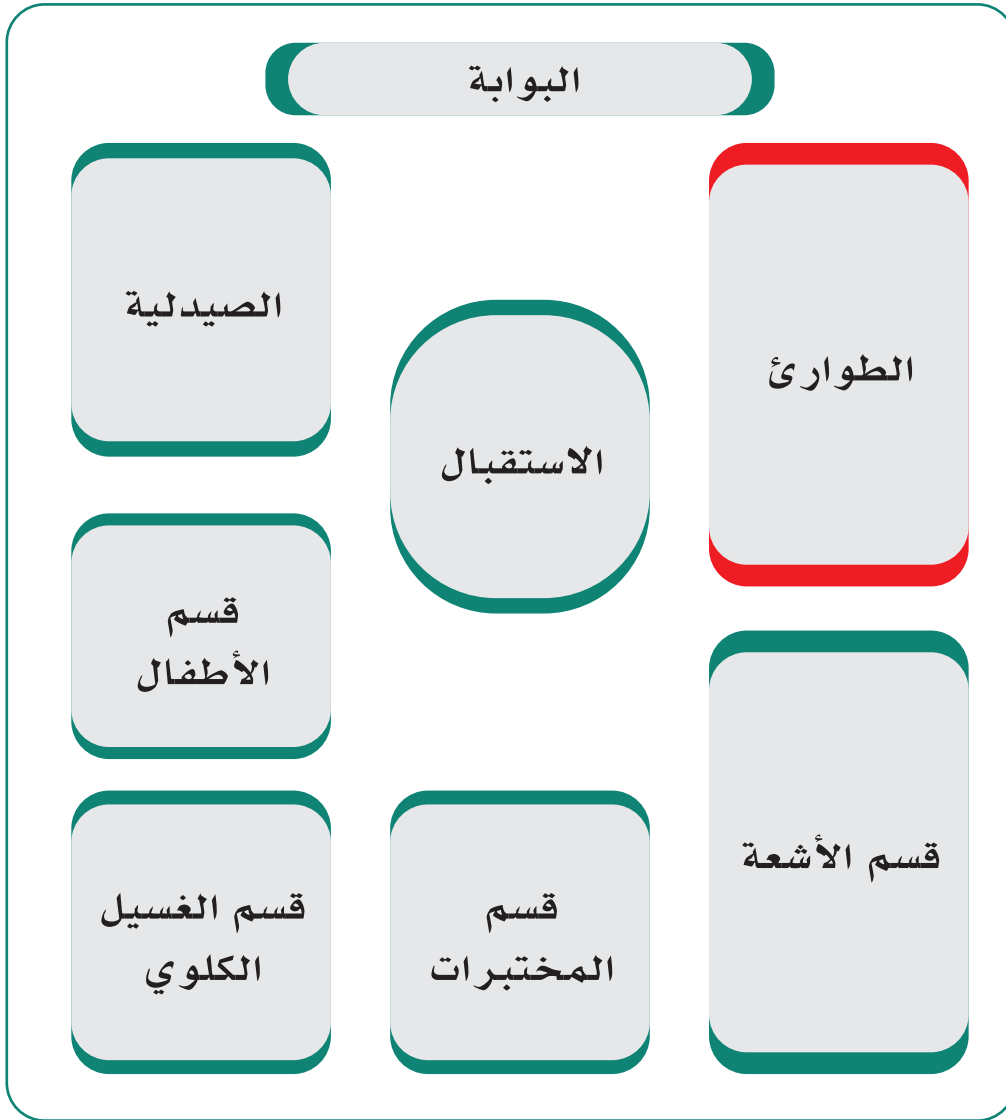 البوابة
الطوارئ
الصيدلية
الاستقبال
قسم
الأطفال
قسم الأشعة
قسم
المختبرات
قسم الغسيل
الكلوي